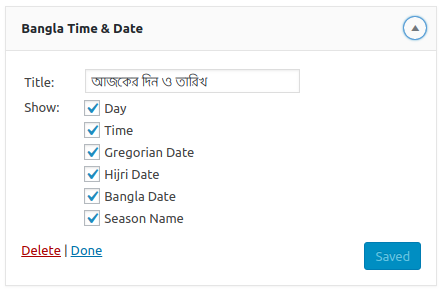 Bangla Time & Date
Title: আজকের দিন ও তারিখ
Show: Day
Time
Gregorian Date
Hijri Date
Bangla Date
Season Name
Delete | Done Saved